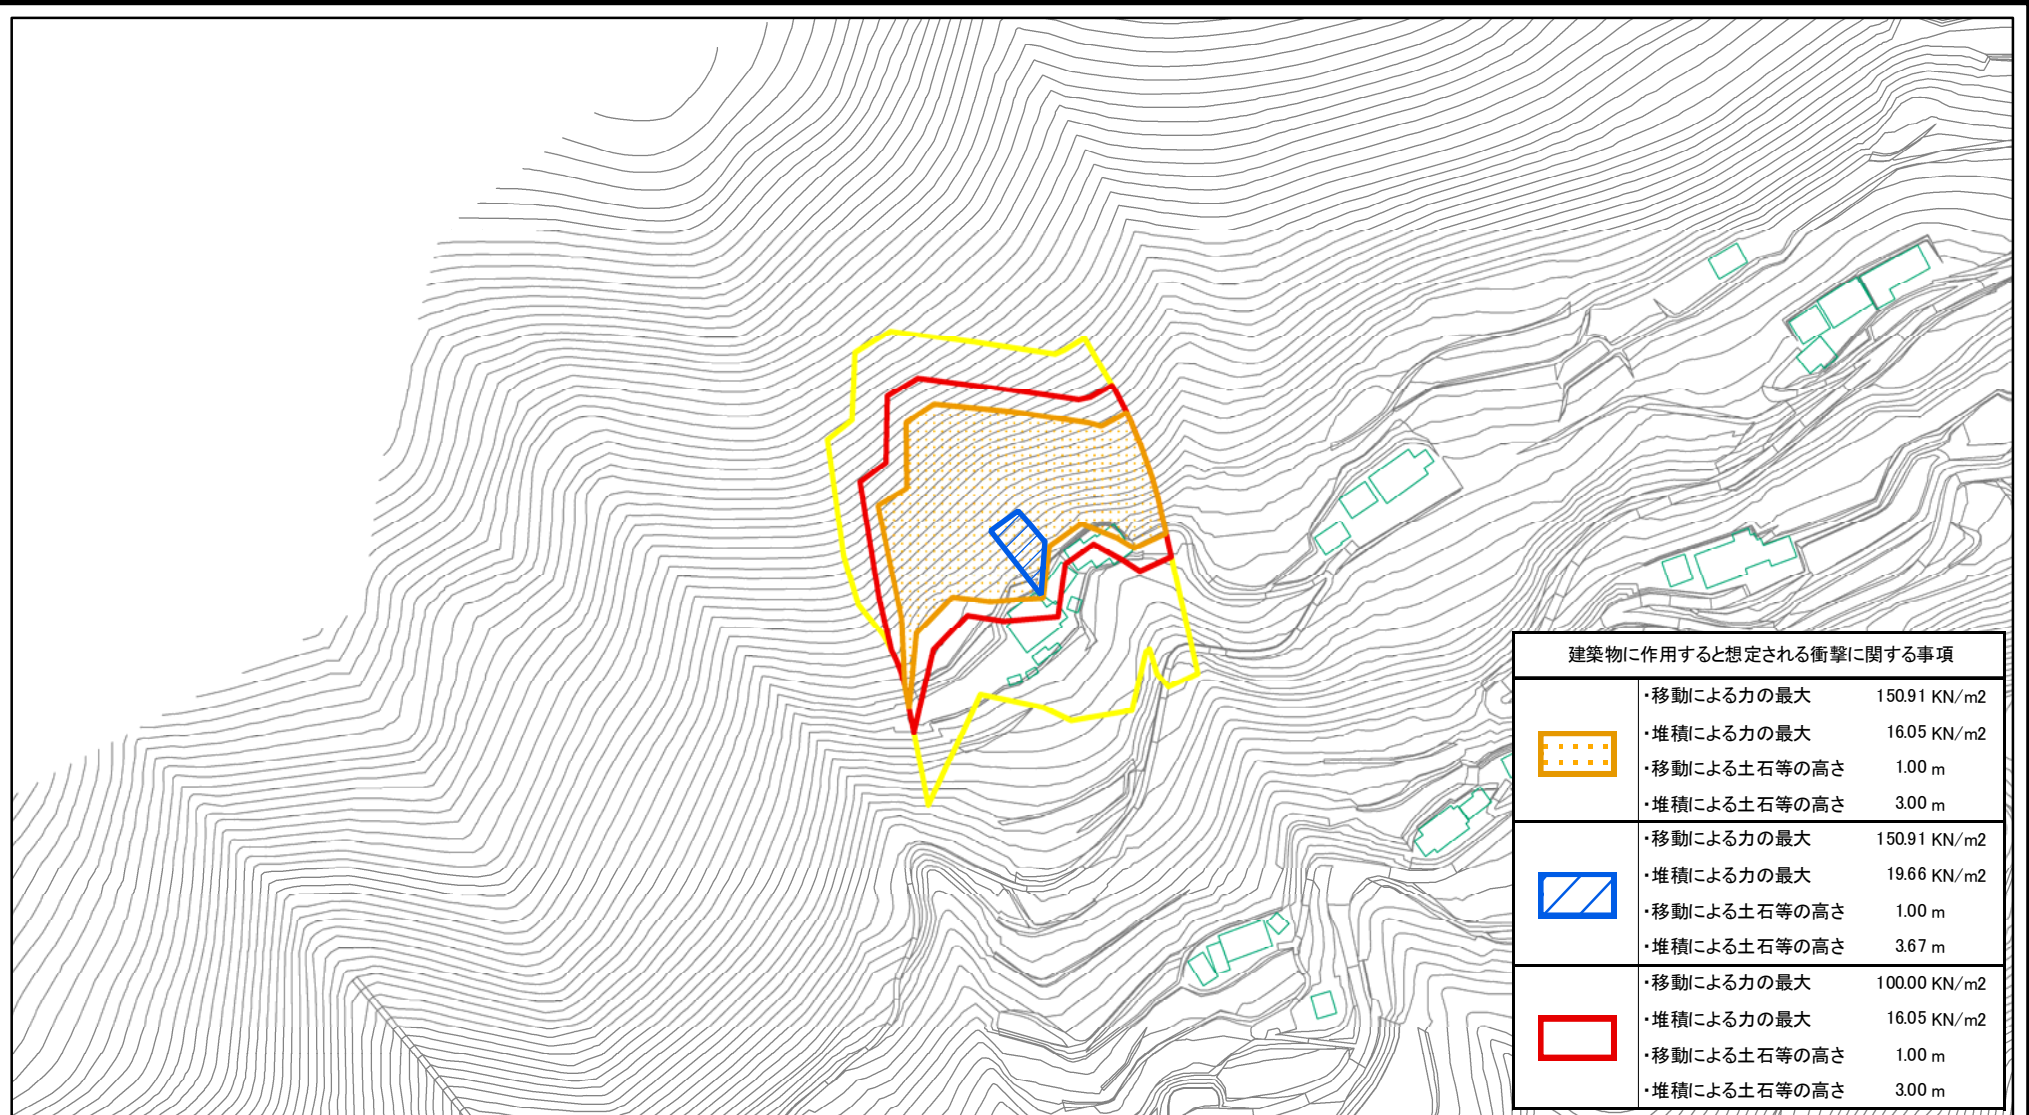 建築物に作用すると想定される衝撃に関する事項
・移動による力の最大 150.91 KN/m2
・堆積による力の最大 16.05 KN/m2
・移動による土石等の高さ 1.00 m
・堆積による土石等の高さ 3.00 m
・移動による力の最大 150.91 KN/m2
・堆積による力の最大 19.66 KN/m2
・移動による土石等の高さ 1.00 m
・堆積による土石等の高さ 3.67 m
・移動による力の最大 100.00 KN/m2
・堆積による力の最大 16.05 KN/m2
・移動による土石等の高さ 1.00 m
・堆積による土石等の高さ 3.00 m